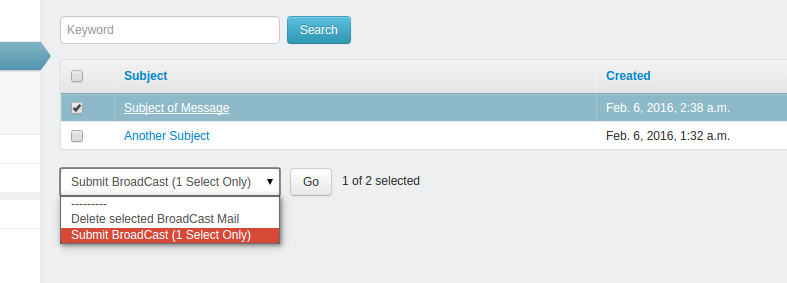 Keyword Search
Subject Created
Subject of Message Feb. 6, 2016, 2:38 a.m.
Another Subject Feb. 6, 2016, 1:32 a.m.
Submit BroadCast (1 Select Only) Go 1 of 2 selected
---------
Delete selected BroadCast Mail
Submit BroadCast (1 Select Only)